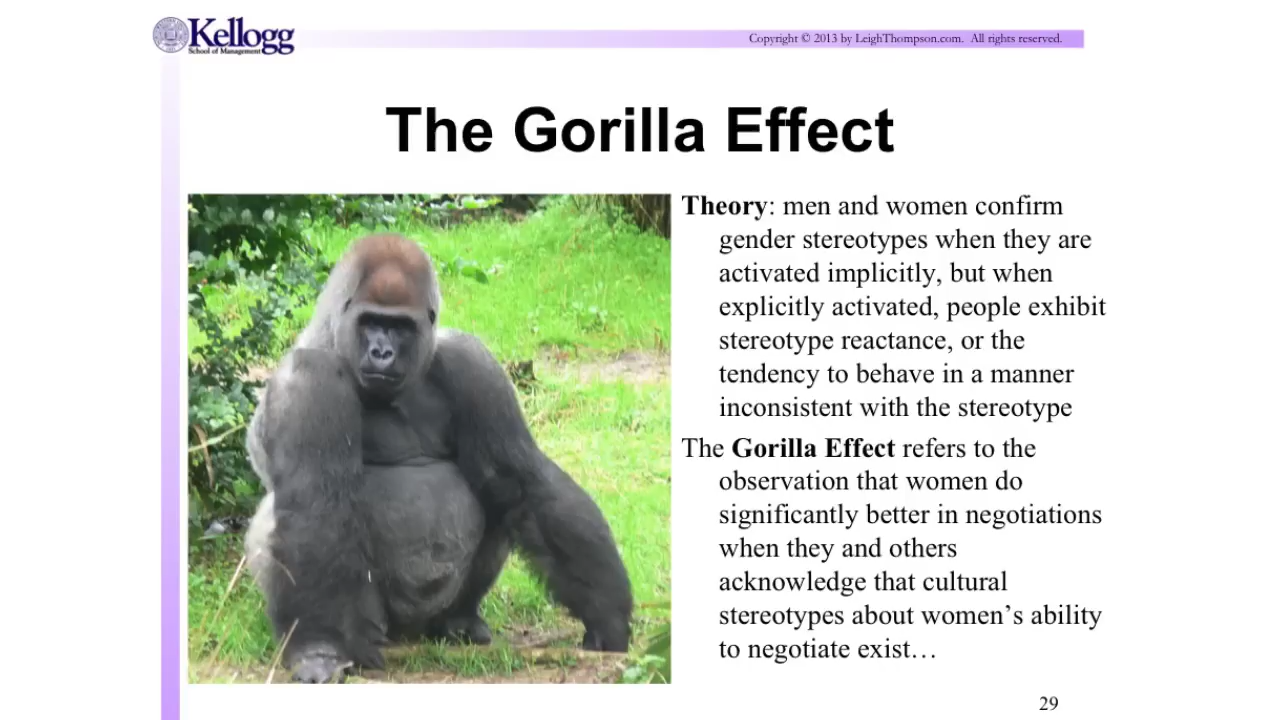 Kellogg
School of Management
Copyright © 2013 by LeighThompson.com. All rights reserved.
The Gorilla Effect
Theory: men and women confirm
gender stereotypes when they are
activated implicitly, but when
explicitly activated, people exhibit
stereotype reactance, or the
tendency to behave in a manner
inconsistent with the stereotype
The Gorilla Effect refers to the
observation that women do
significantly better in negotiations
when they and others
acknowledge that cultural
stereotypes about women’s ability
to negotiate exist…
29